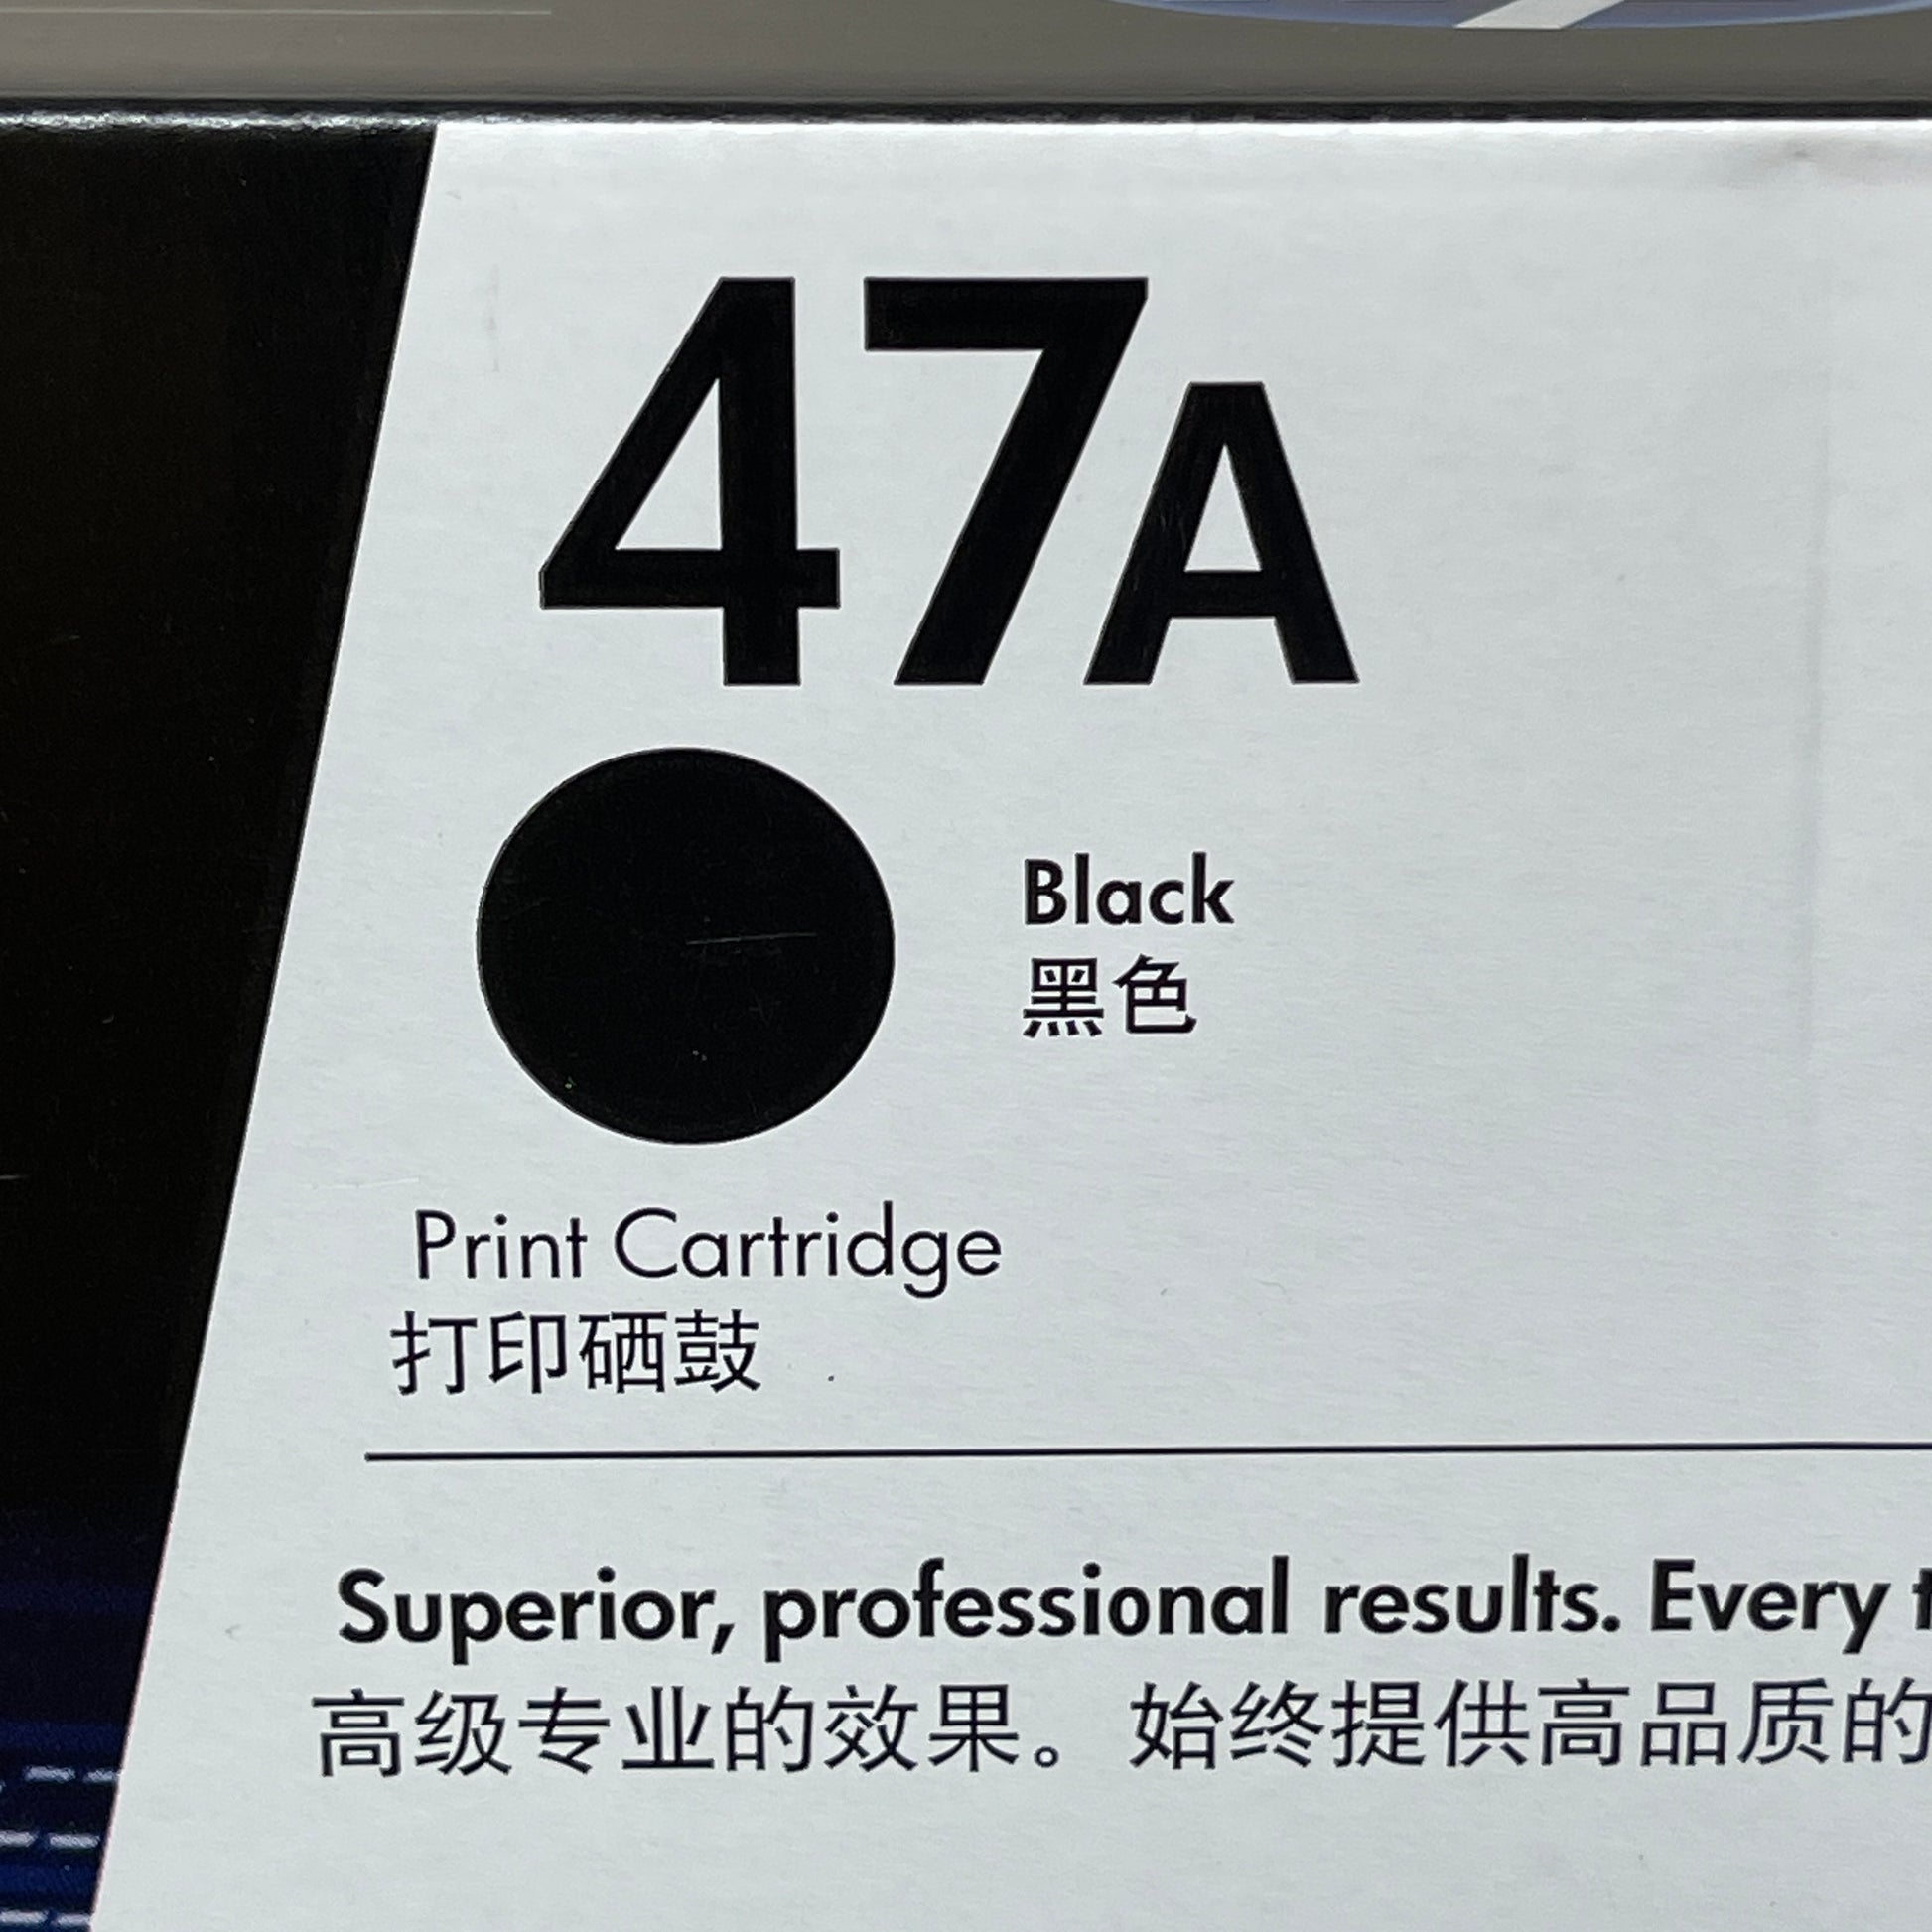 47A
Black
黑色
Print Cartridge
打印硒鼓
Superior, professional results. Every
高级专业的效果。始终提供高品质的